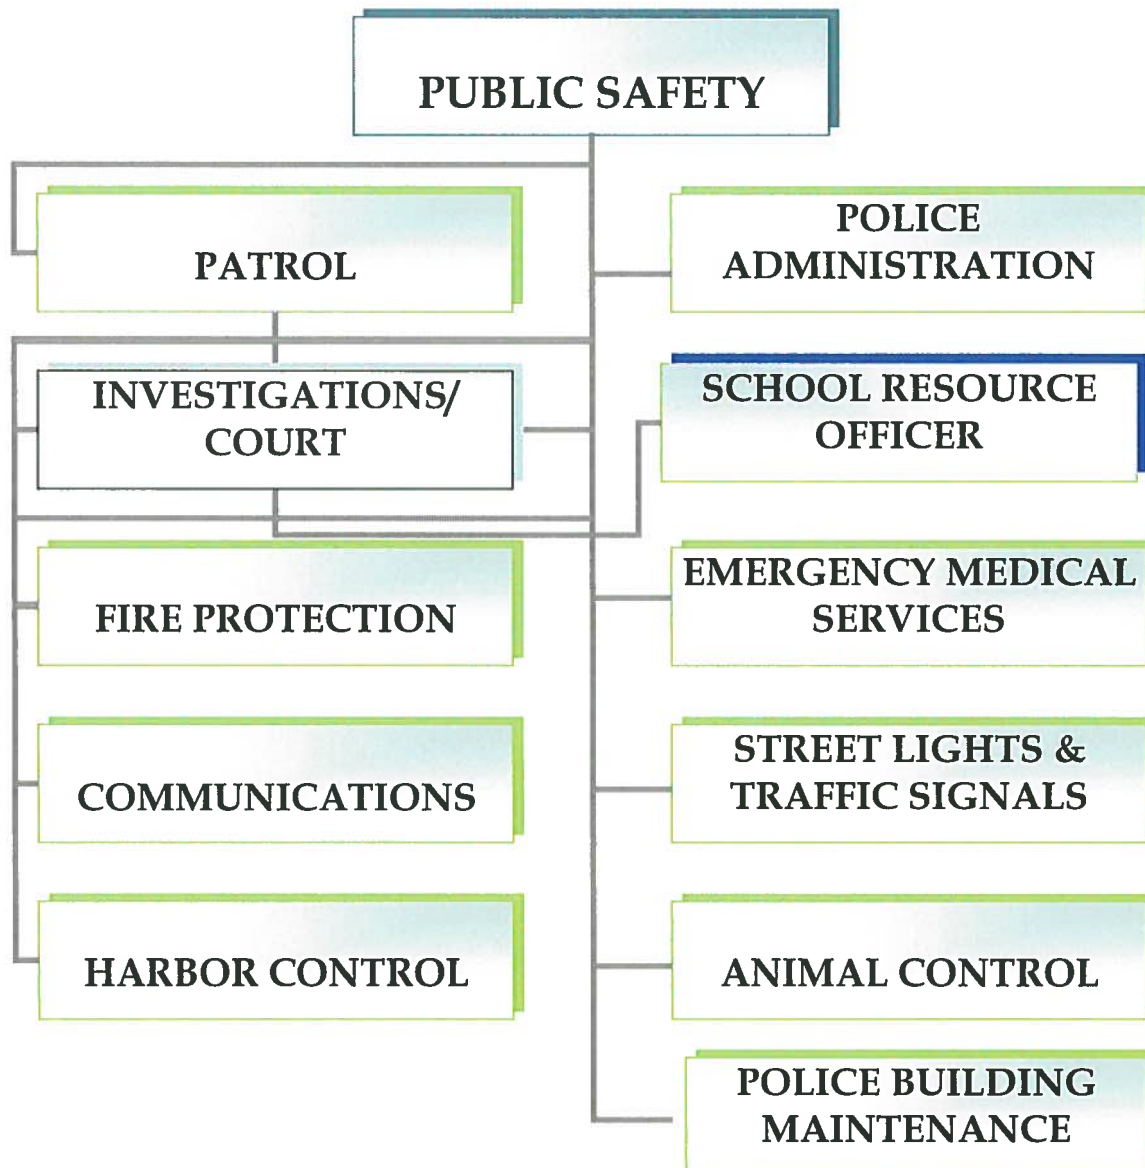 PUBLIC SAFETY
PATROL
POLICE
ADMINISTRATION
INVESTIGATIONS/
COURT
SCHOOL RESOURCE
OFFICER
FIRE PROTECTION
EMERGENCY MEDICAL
SERVICES
COMMUNICATIONS
STREET LIGHTS &
TRAFFIC SIGNALS
HARBOR CONTROL
ANIMAL CONTROL
POLICE BUILDING
MAINTENANCE